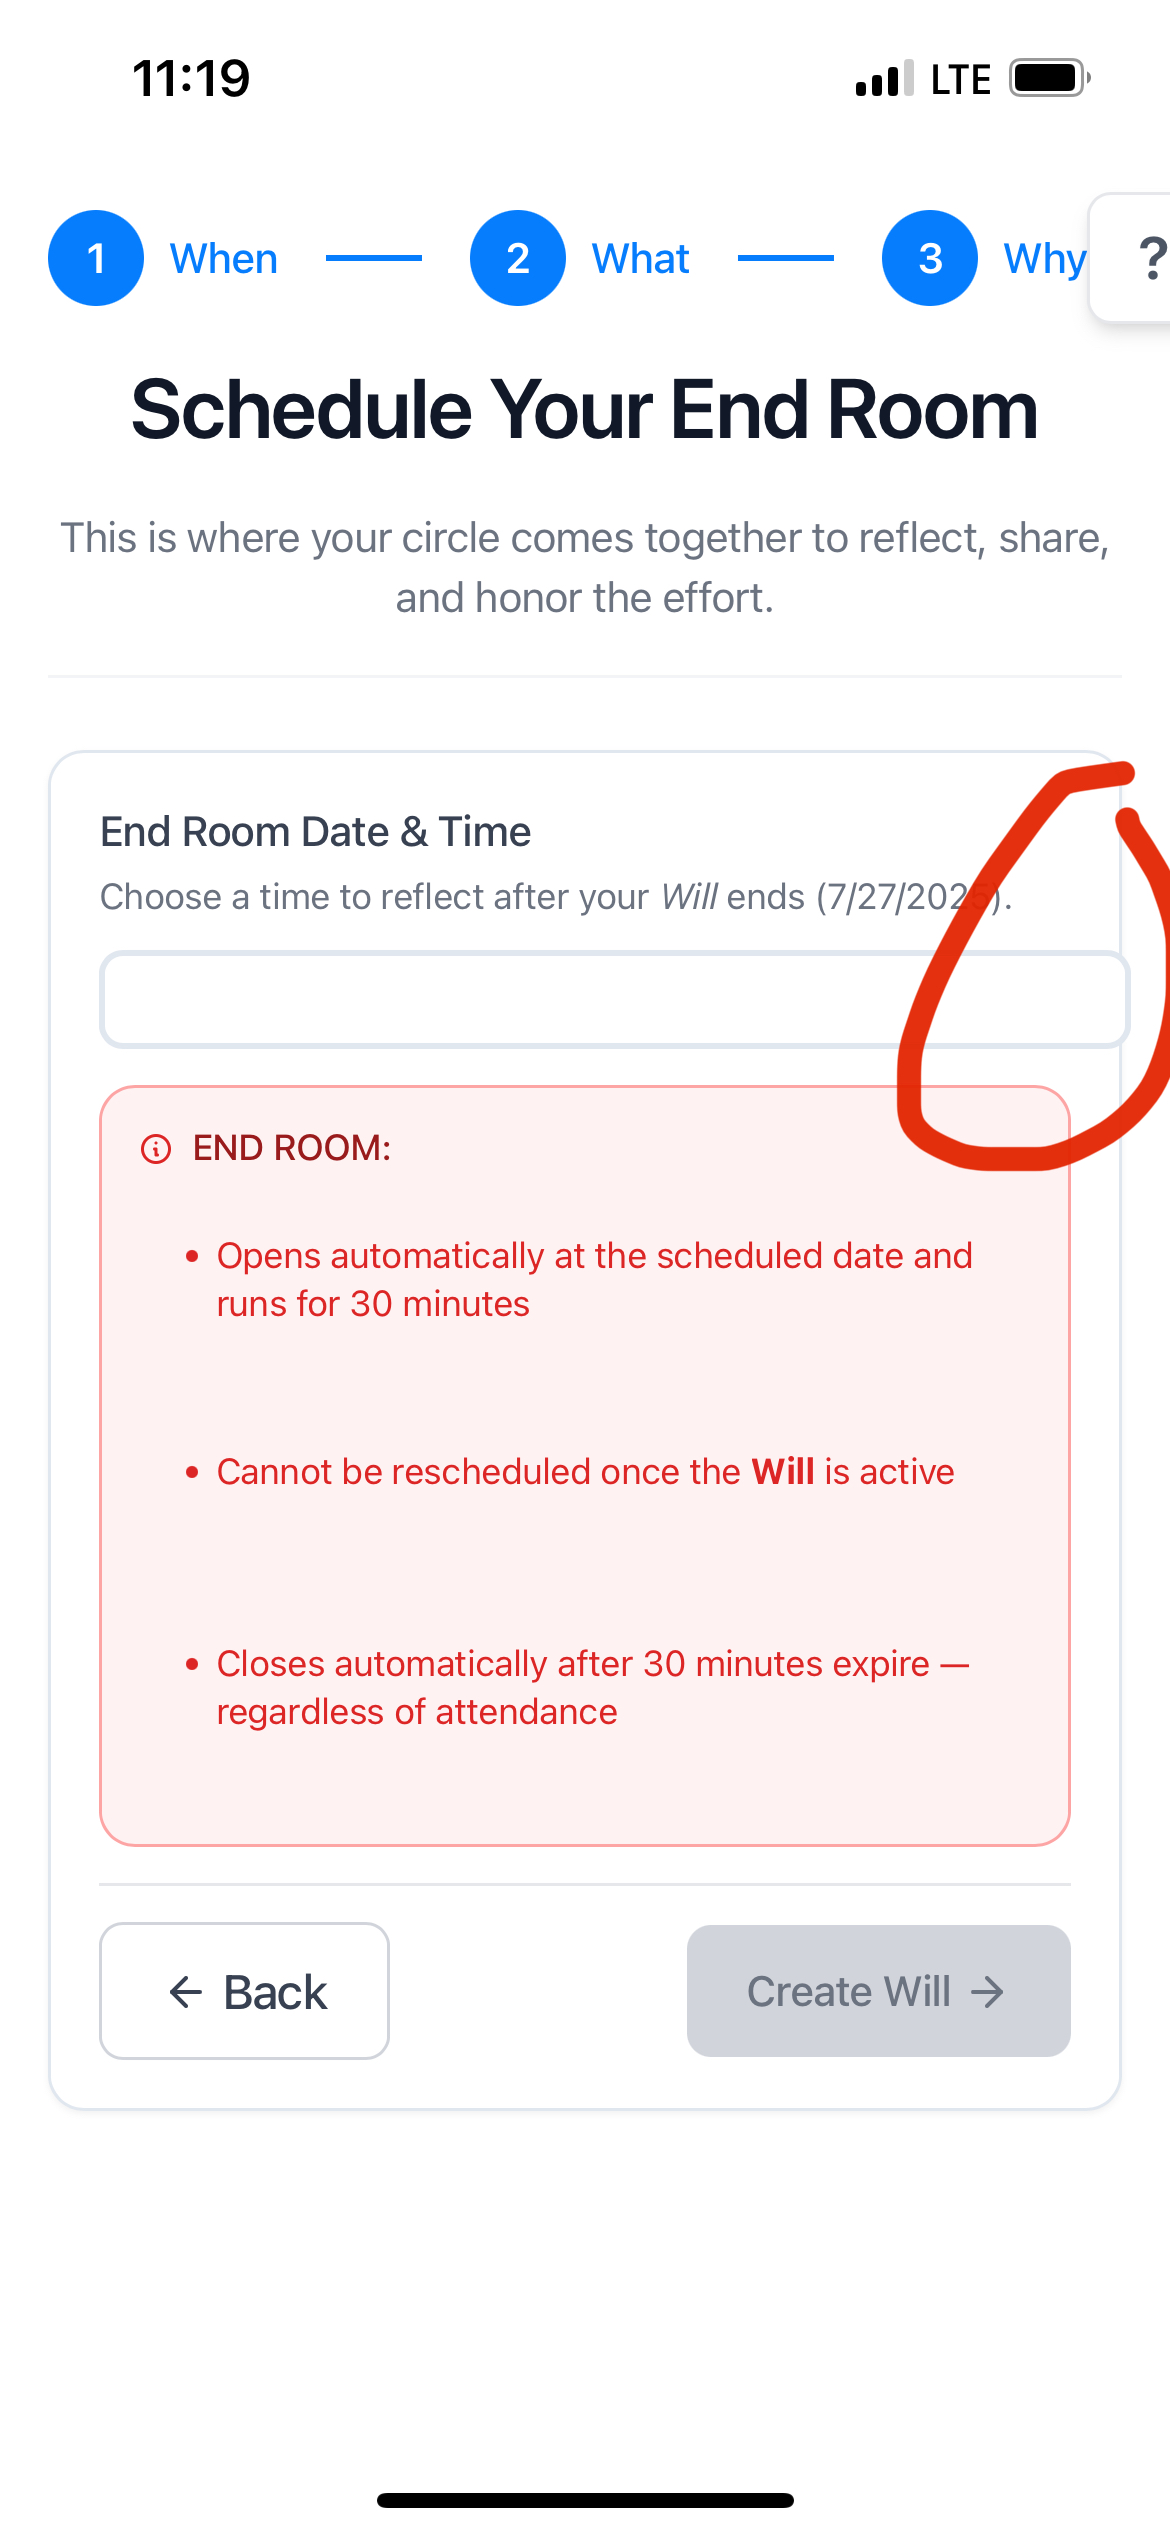 11:19
LTE
1 When 2 What 3 Why ?
Schedule Your End Room
This is where your circle comes together to reflect, share,
and honor the effort.
End Room Date & Time
Choose a time to reflect after your Will ends (7/27/2025).
END ROOM:
• Opens automatically at the scheduled date and
runs for 30 minutes
• Cannot be rescheduled once the Will is active
• Closes automatically after 30 minutes expire —
regardless of attendance
← Back
Create Will →